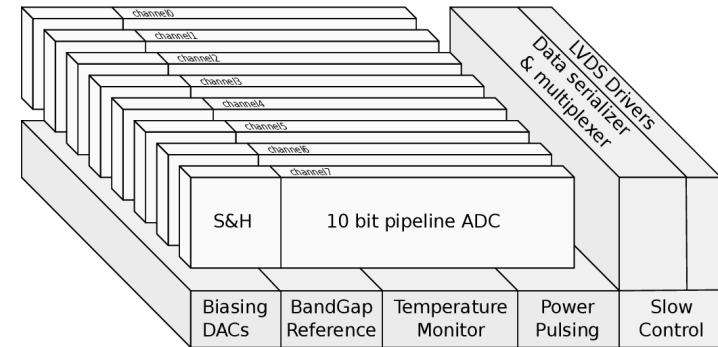 channel0
channel1
channel2
channel3
channel4
channel5
channel6
channel7
LVDS Drivers
Data serializer
& multiplexer
S&H
10 bit pipeline ADC
Biasing
DACs
BandGap
Reference
Temperature
Monitor
Power
Pulsing
Slow
Control